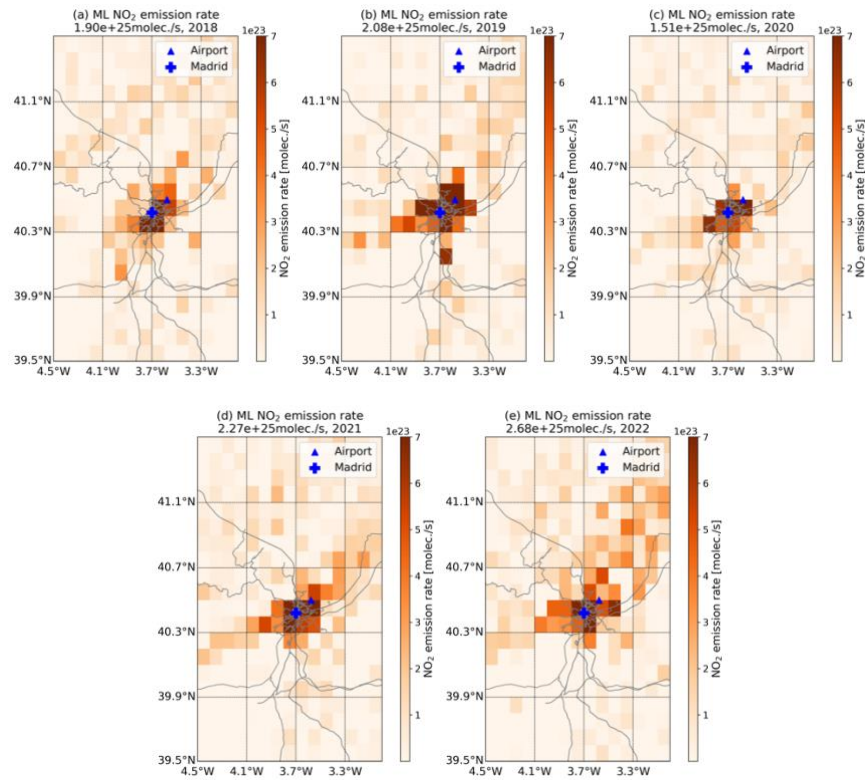 (a) ML NO₂ emission rate
1.90e+25molec./s, 2018
1e23
Airport
Madrid
41.1°N
40.7°N
40.3°N
39.9°N
39.5°N
4.5°W 4.1°W 3.7°W 3.3°W
7
6
5
4
3
2
1
NO₂ emission rate [molec./s]
(b) ML NO₂ emission rate
2.08e+25molec./s, 2019
1e23
Airport
Madrid
41.1°N
40.7°N
40.3°N
39.9°N
39.5°N
4.5°W 4.1°W 3.7°W 3.3°W
7
6
5
4
3
2
1
NO₂ emission rate [molec./s]
(c) ML NO₂ emission rate
1.51e+25molec./s, 2020
1e23
Airport
Madrid
41.1°N
40.7°N
40.3°N
39.9°N
39.5°N
4.5°W 4.1°W 3.7°W 3.3°W
7
6
5
4
3
2
1
NO₂ emission rate [molec./s]
(d) ML NO₂ emission rate
2.27e+25molec./s, 2021
1e23
Airport
Madrid
41.1°N
40.7°N
40.3°N
39.9°N
39.5°N
4.5°W 4.1°W 3.7°W 3.3°W
7
6
5
4
3
2
1
NO₂ emission rate [molec./s]
(e) ML NO₂ emission rate
2.68e+25molec./s, 2022
1e23
Airport
Madrid
41.1°N
40.7°N
40.3°N
39.9°N
39.5°N
4.5°W 4.1°W 3.7°W 3.3°W
7
6
5
4
3
2
1
NO₂ emission rate [molec./s]